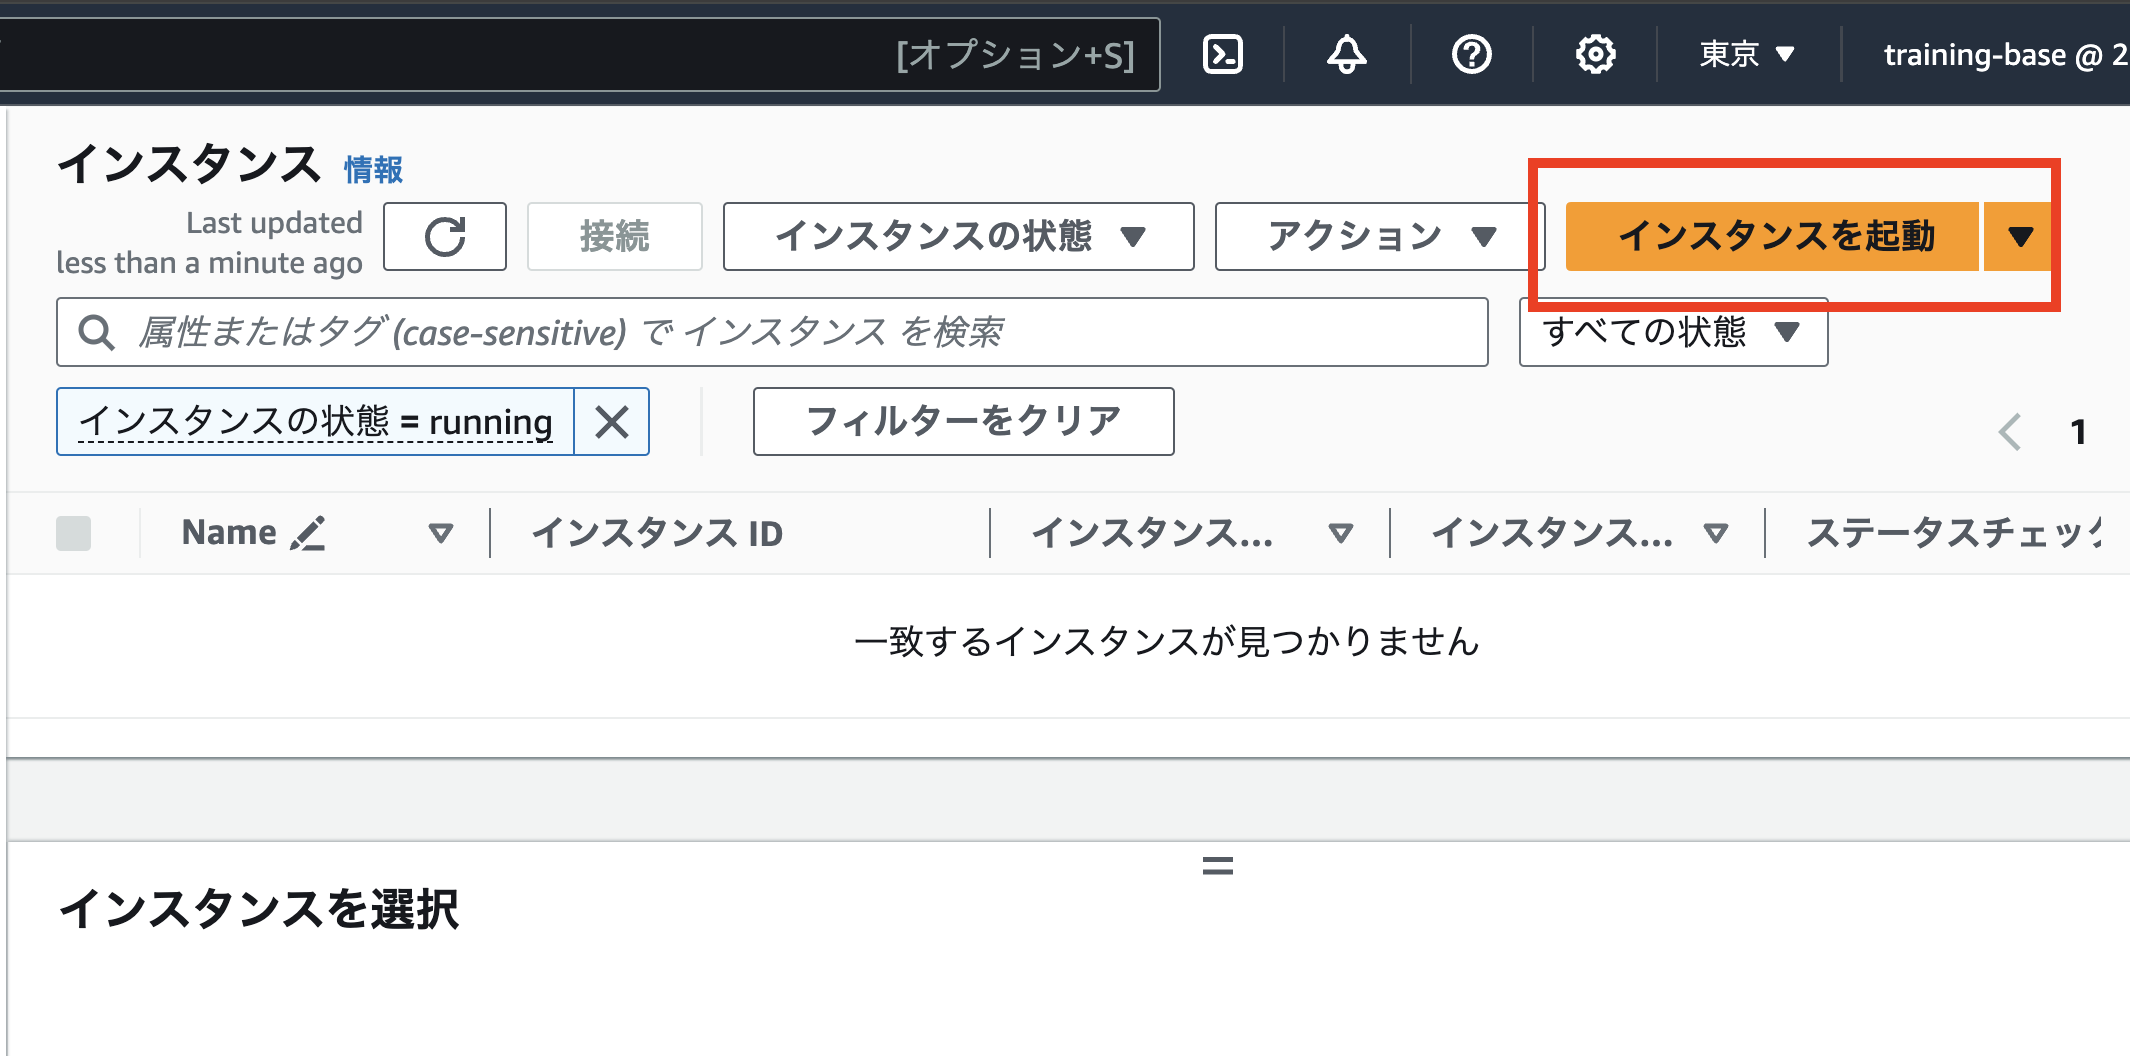 [オプション+S] 東京 training-base @ 2
インスタンス 情報
Last updated
less than a minute ago
接続 インスタンスの状態 アクション インスタンスを起動
属性またはタグ (case-sensitive) で インスタンス を検索 すべての状態
インスタンスの状態 = running フィルターをクリア 1
Name インスタンス ID インスタンス... インスタンス... ステータスチェック
一致するインスタンスが見つかりません
インスタンスを選択